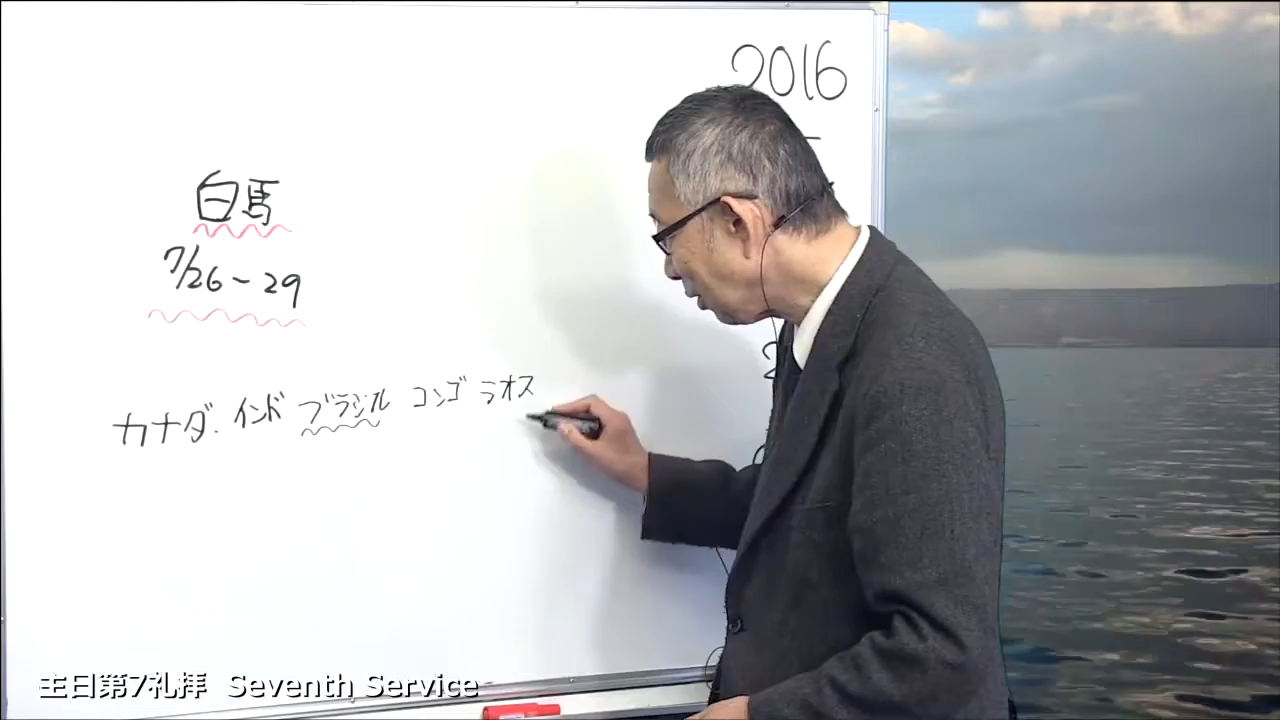 2016
白馬
7/26-29
カナダ. インド ブラジル コンゴ ラオス
主日第7礼拝 Seventh Service